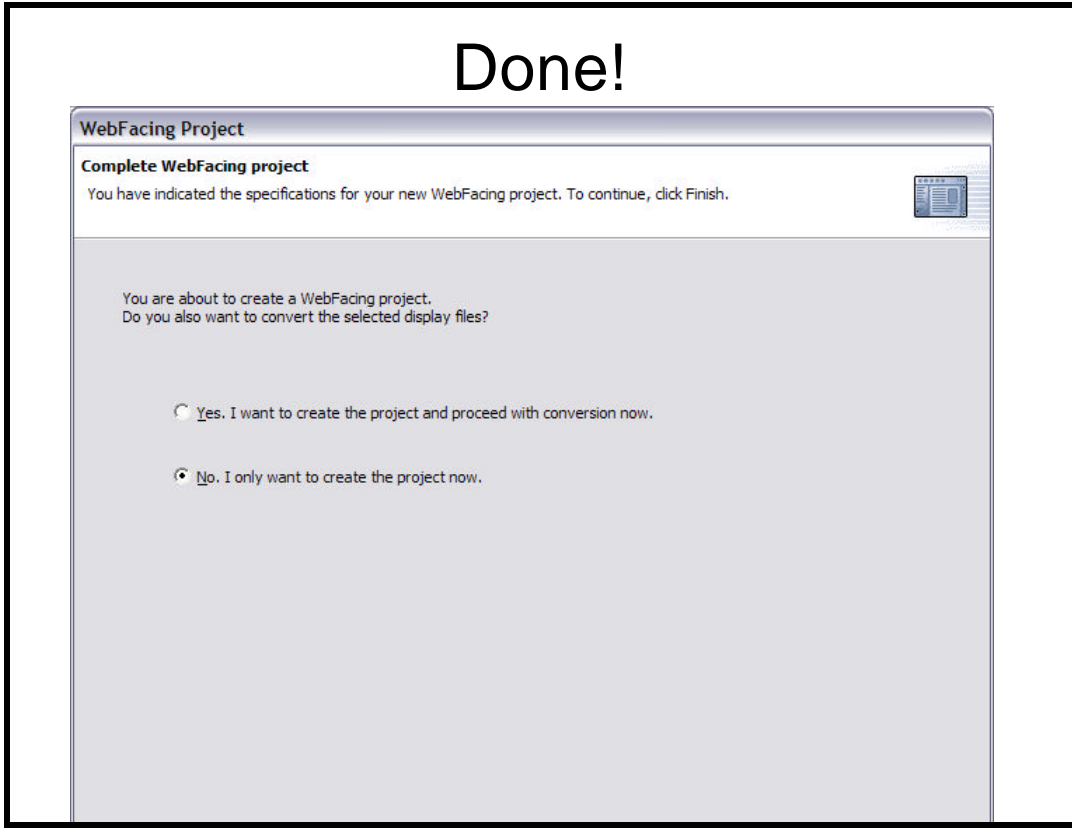 Done!
WebFacing Project
Complete WebFacing project
You have indicated the specifications for your new WebFacing project. To continue, click Finish.
You are about to create a WebFacing project.
Do you also want to convert the selected display files?
Yes. I want to create the project and proceed with conversion now.
No. I only want to create the project now.